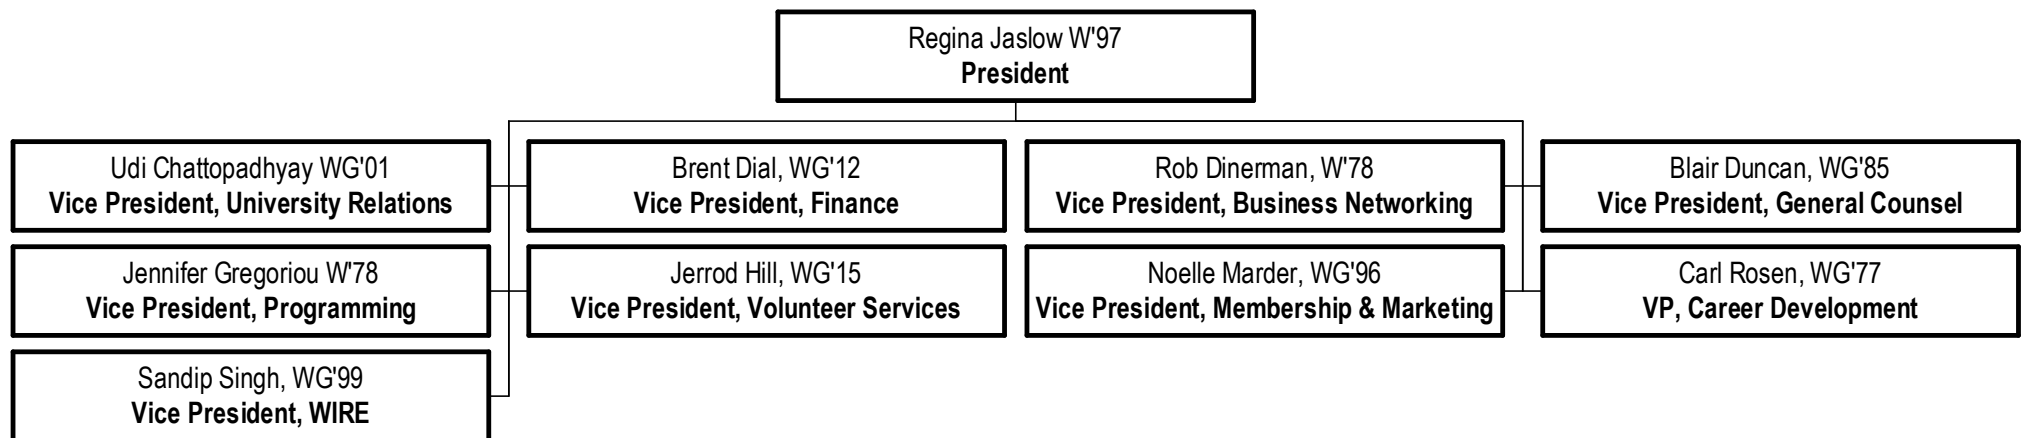 Regina Jaslow W'97
President
Udi Chattopadhyay WG'01
Vice President, University Relations
Brent Dial, WG'12
Vice President, Finance
Rob Dinerman, W'78
Vice President, Business Networking
Blair Duncan, WG'85
Vice President, General Counsel
Jennifer Gregoriou W'78
Vice President, Programming
Jerrod Hill, WG'15
Vice President, Volunteer Services
Noelle Marder, WG'96
Vice President, Membership & Marketing
Carl Rosen, WG'77
VP, Career Development
Sandip Singh, WG'99
Vice President, WIRE